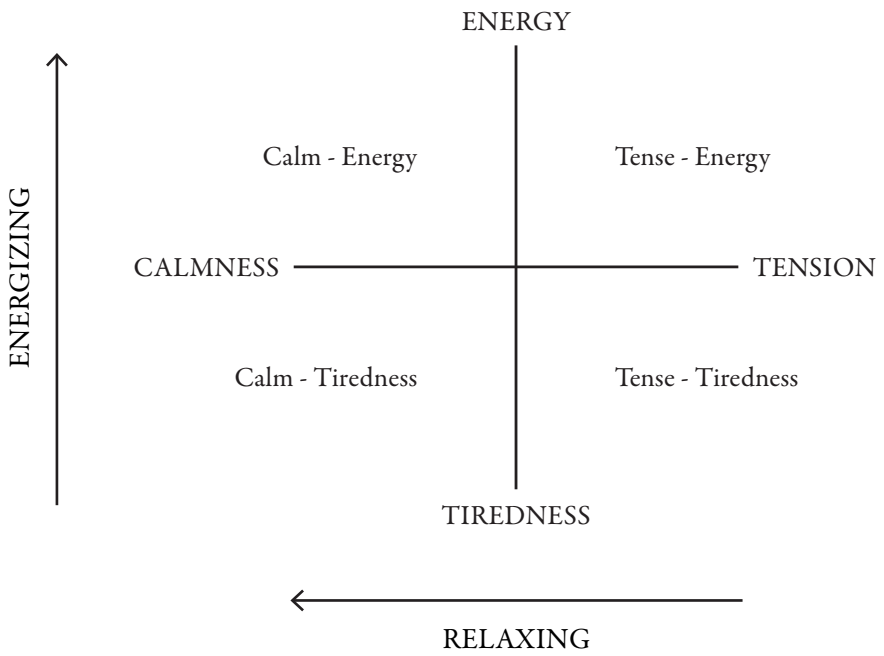 ENERGY
Calm - Energy
Tense - Energy
ENERGIZING
CALMNESS
TENSION
Calm - Tiredness
Tense - Tiredness
TIREDNESS
RELAXING